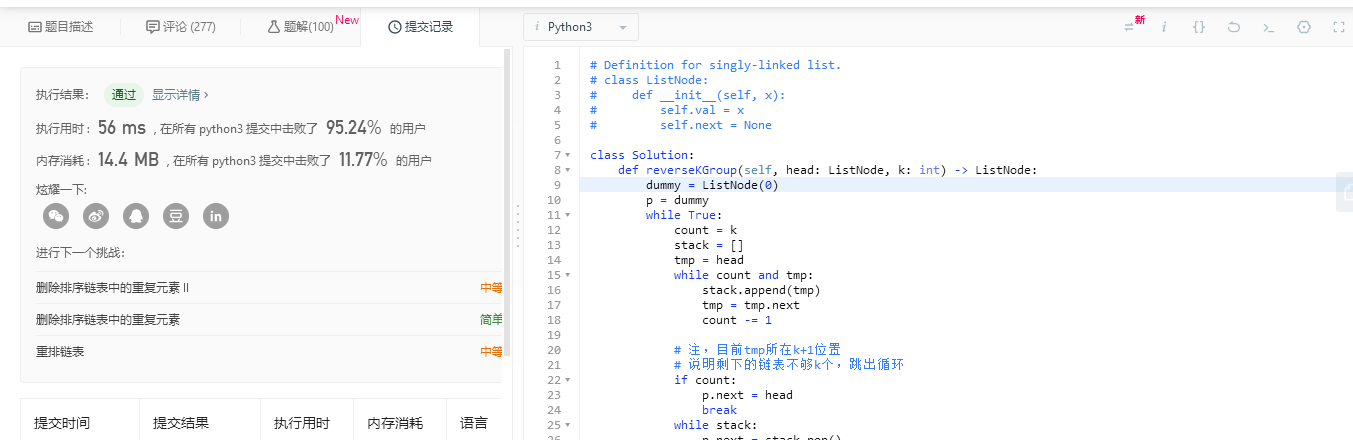 题目描述 评论 (277) 题解(100) New 提交记录
执行结果： 通过 显示详情 ›
执行用时： 56 ms , 在所有 python3 提交中击败了 95.24% 的用户
内存消耗： 14.4 MB , 在所有 python3 提交中击败了 11.77% 的用户
炫耀一下:
豆 in
进行下一个挑战：
删除排序链表中的重复元素 II 中等
删除排序链表中的重复元素 简单
重排链表 中等
提交时间 提交结果 执行用时 内存消耗 语言
i Python3 新 i {} >_
1 # Definition for singly-linked list.
2 # class ListNode:
3 #     def __init__(self, x):
4 #         self.val = x
5 #         self.next = None
6
7 class Solution:
8     def reverseKGroup(self, head: ListNode, k: int) -> ListNode:
9         dummy = ListNode(0)
10         p = dummy
11         while True:
12             count = k
13             stack = []
14             tmp = head
15             while count and tmp:
16                 stack.append(tmp)
17                 tmp = tmp.next
18                 count -= 1
19
20             # 注，目前tmp所在k+1位置
21             # 说明剩下的链表不够k个，跳出循环
22             if count:
23                 p.next = head
24                 break
25             while stack:
26                 p.next = stack.pop()